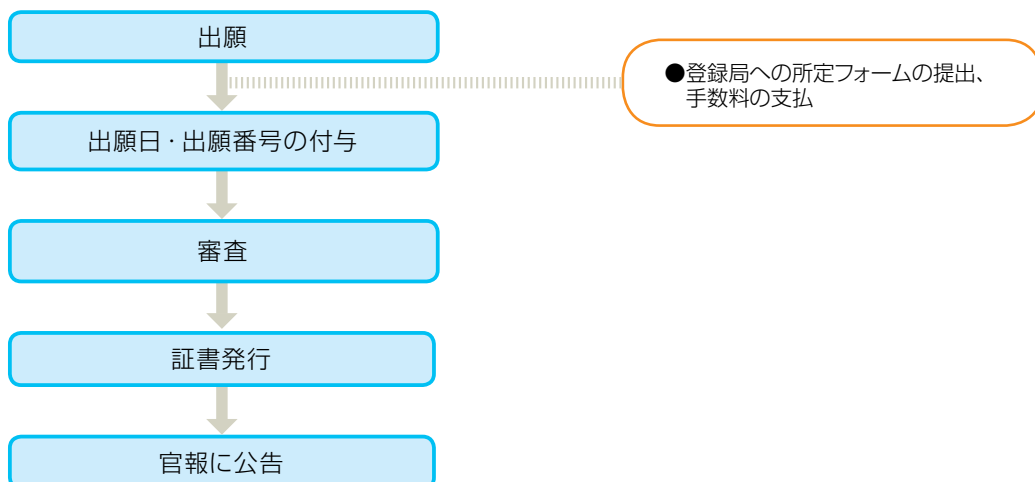 出願
●登録局への所定フォームの提出、
手数料の支払
出願日・出願番号の付与
審査
証書発行
官報に公告